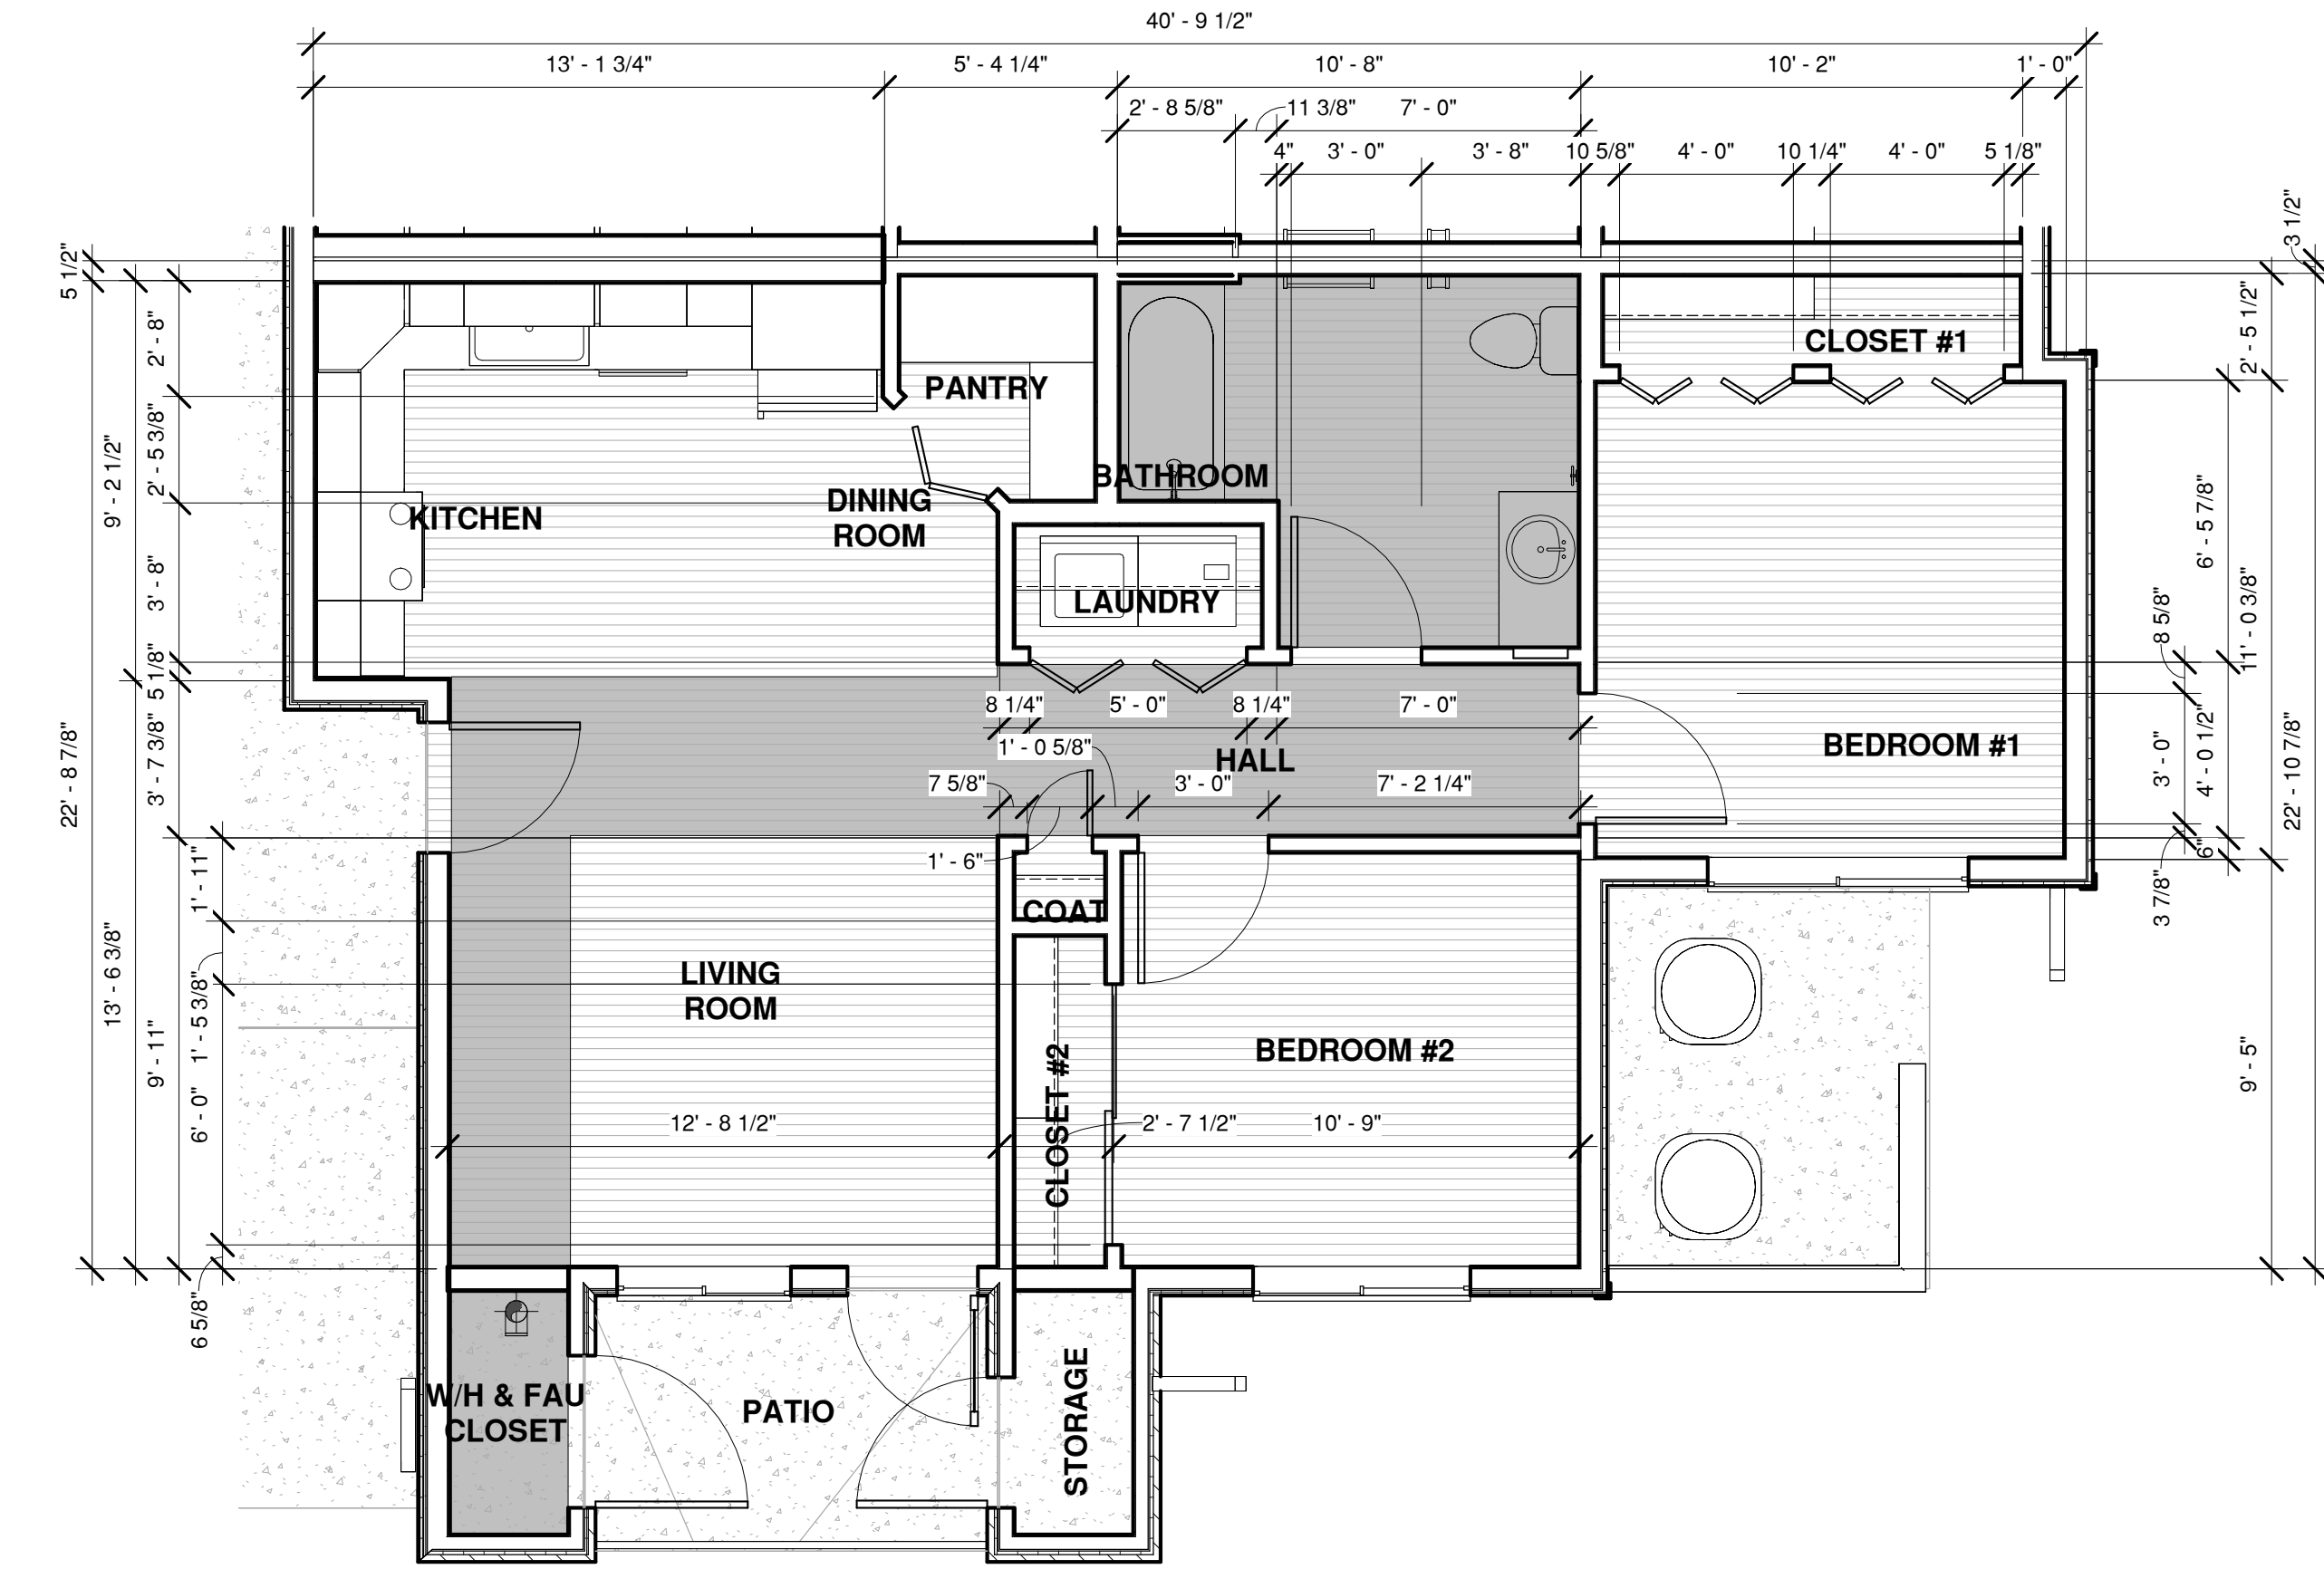 40' - 9 1/2"
13' - 1 3/4"
5' - 4 1/4"
10' - 8"
10' - 2"
1' - 0"
2' - 8 5/8"
11 3/8"
7' - 0"
4"
3' - 0"
3' - 8"
10 5/8"
4' - 0"
10 1/4"
4' - 0"
5 1/8"
3 1/2"
5 1/2"
2' - 8"
2' - 5 1/2"
CLOSET #1
PANTRY
9' - 2 1/2"
2' - 5 3/8"
BATHROOM
DINING
ROOM
KITCHEN
6' - 5 7/8"
3' - 8"
LAUNDRY
8 5/8"
11' - 0 3/8"
5 1/8"
8 1/4"
5' - 0"
8 1/4"
7' - 0"
1' - 0 5/8"
HALL
BEDROOM #1
22' - 8 7/8"
3' - 7 3/8"
3' - 0"
4' - 0 1/2"
22' - 10 7/8"
7 5/8"
3' - 0"
7' - 2 1/4"
1' - 6"
1' - 11"
6"
3 7/8"
COAT
13' - 6 3/8"
LIVING
ROOM
1' - 5 3/8"
9' - 11"
BEDROOM #2
9' - 5"
6' - 0"
12' - 8 1/2"
CLOSET #2
2' - 7 1/2"
10' - 9"
6 5/8"
W/H & FAU
CLOSET
PATIO
STORAGE